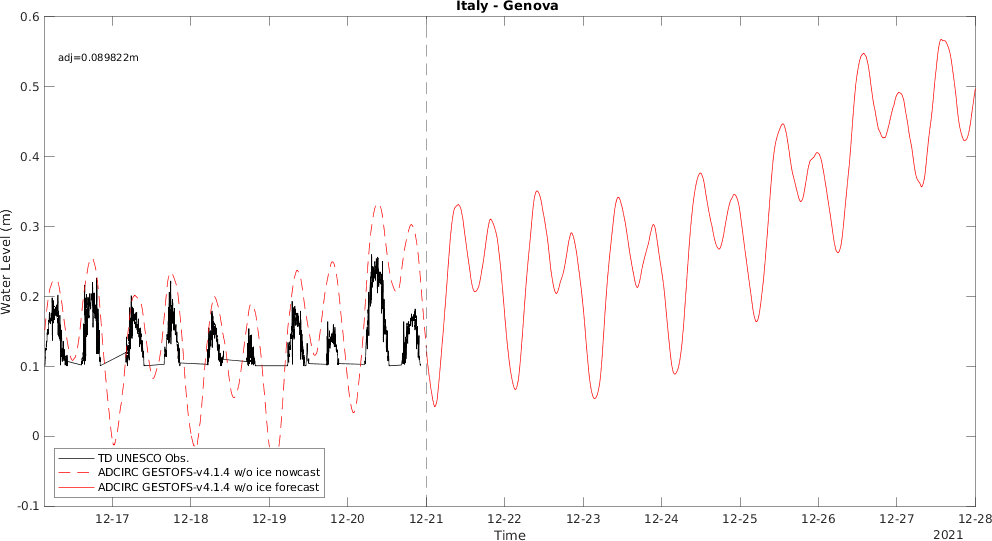 Italy - Genova
adj=0.089822m
Water Level (m)
0.6
0.5
0.4
0.3
0.2
0.1
0
-0.1
TD UNESCO Obs.
ADCIRC GESTOFS-v4.1.4 w/o ice nowcast
ADCIRC GESTOFS-v4.1.4 w/o ice forecast
12-17 12-18 12-19 12-20 12-21 12-22 12-23 12-24 12-25 12-26 12-27 12-28
Time
2021